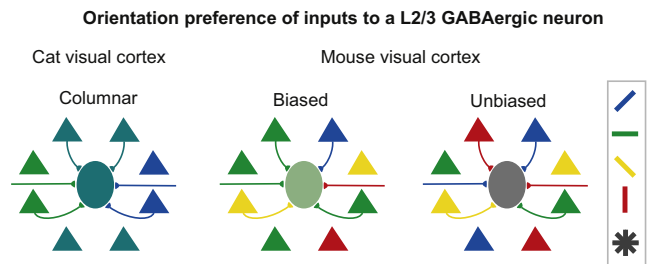 Orientation preference of inputs to a L2/3 GABAergic neuron
Cat visual cortex
Mouse visual cortex
Columnar
Biased
Unbiased